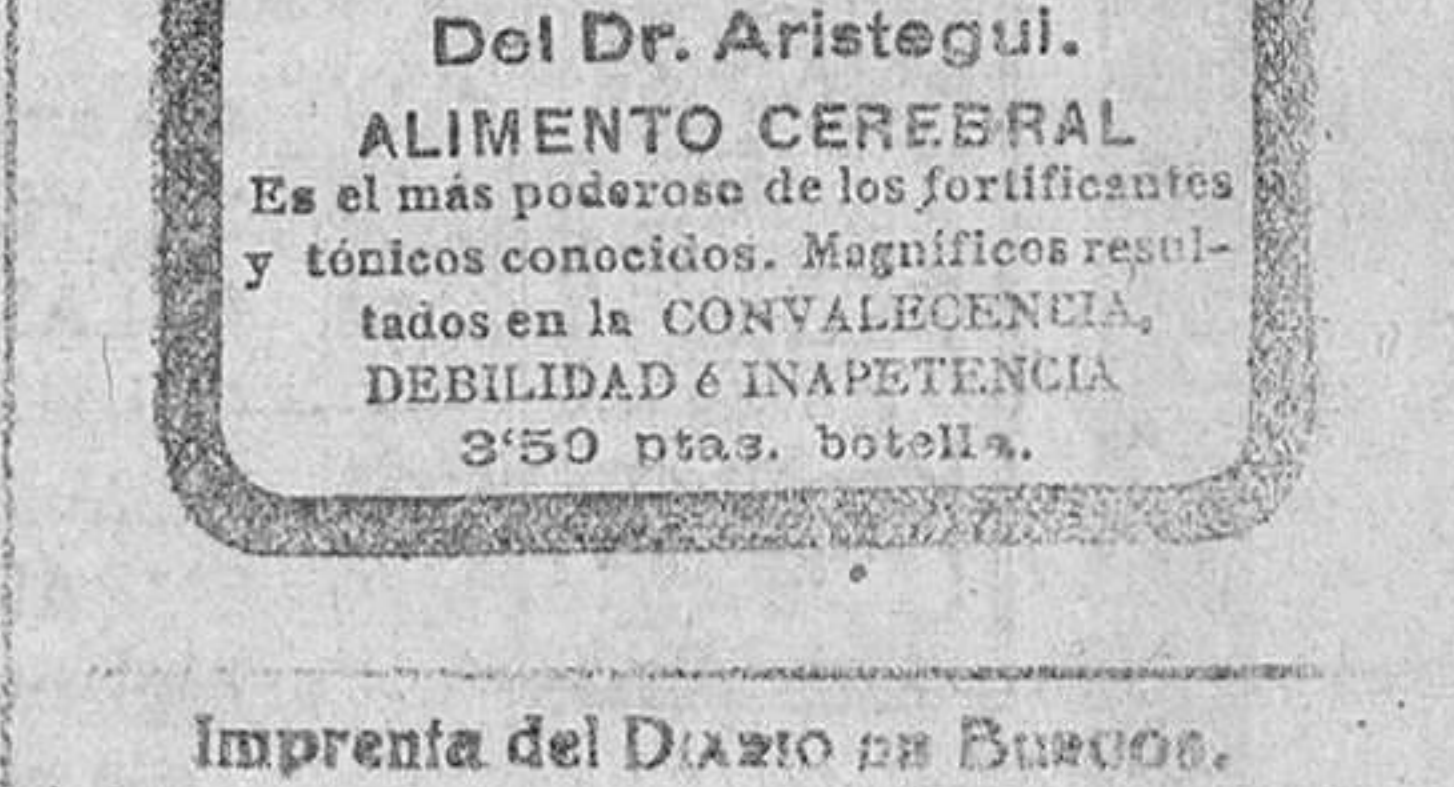 Del Dr. Aristegui.
ALIMENTO CEREBRAL
Es el más poderoso de los fortificantes
y tónicos conocidos. Magníficos resul-
tados en la CONVALECENCIA,
DEBILIDAD é INAPETENCIA
3‘50 ptas. botella.
Imprenta del DIARIO DE BURGOS.